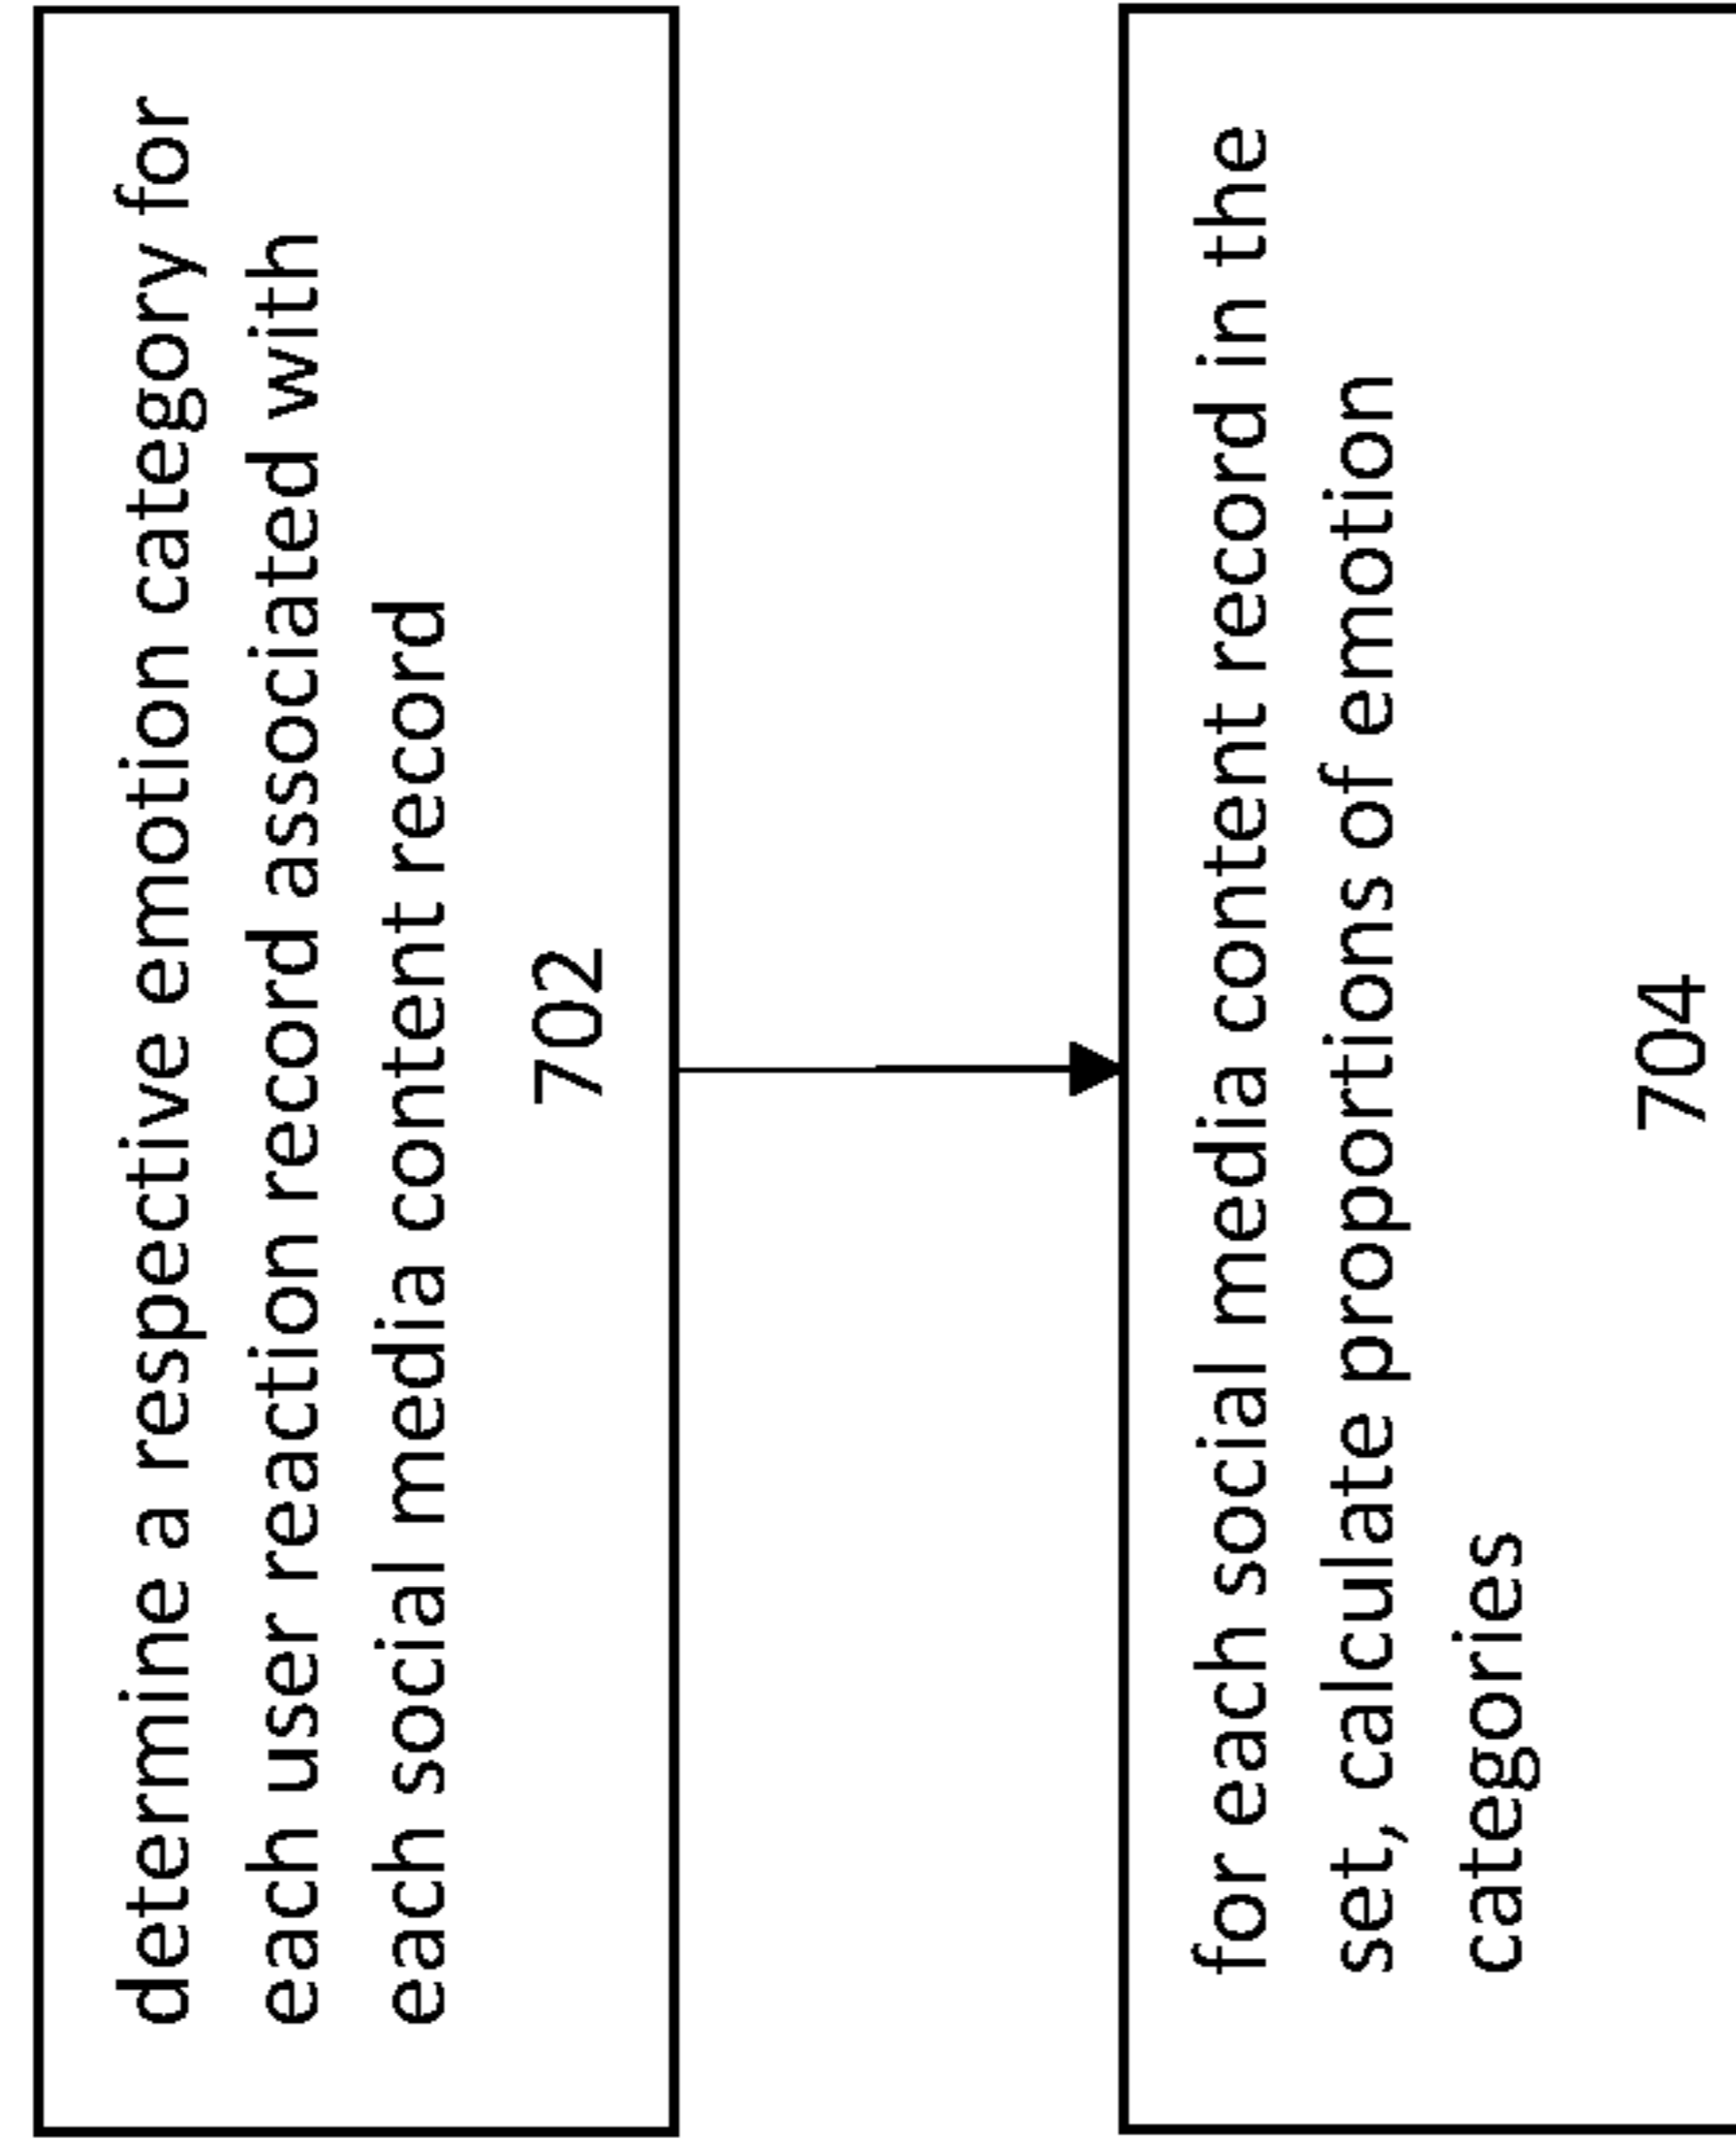 determine a respective emotion category for
each user reaction record associated with
each social media content record
702
for each social media content record in the
set, calculate proportions of emotion
categories
704